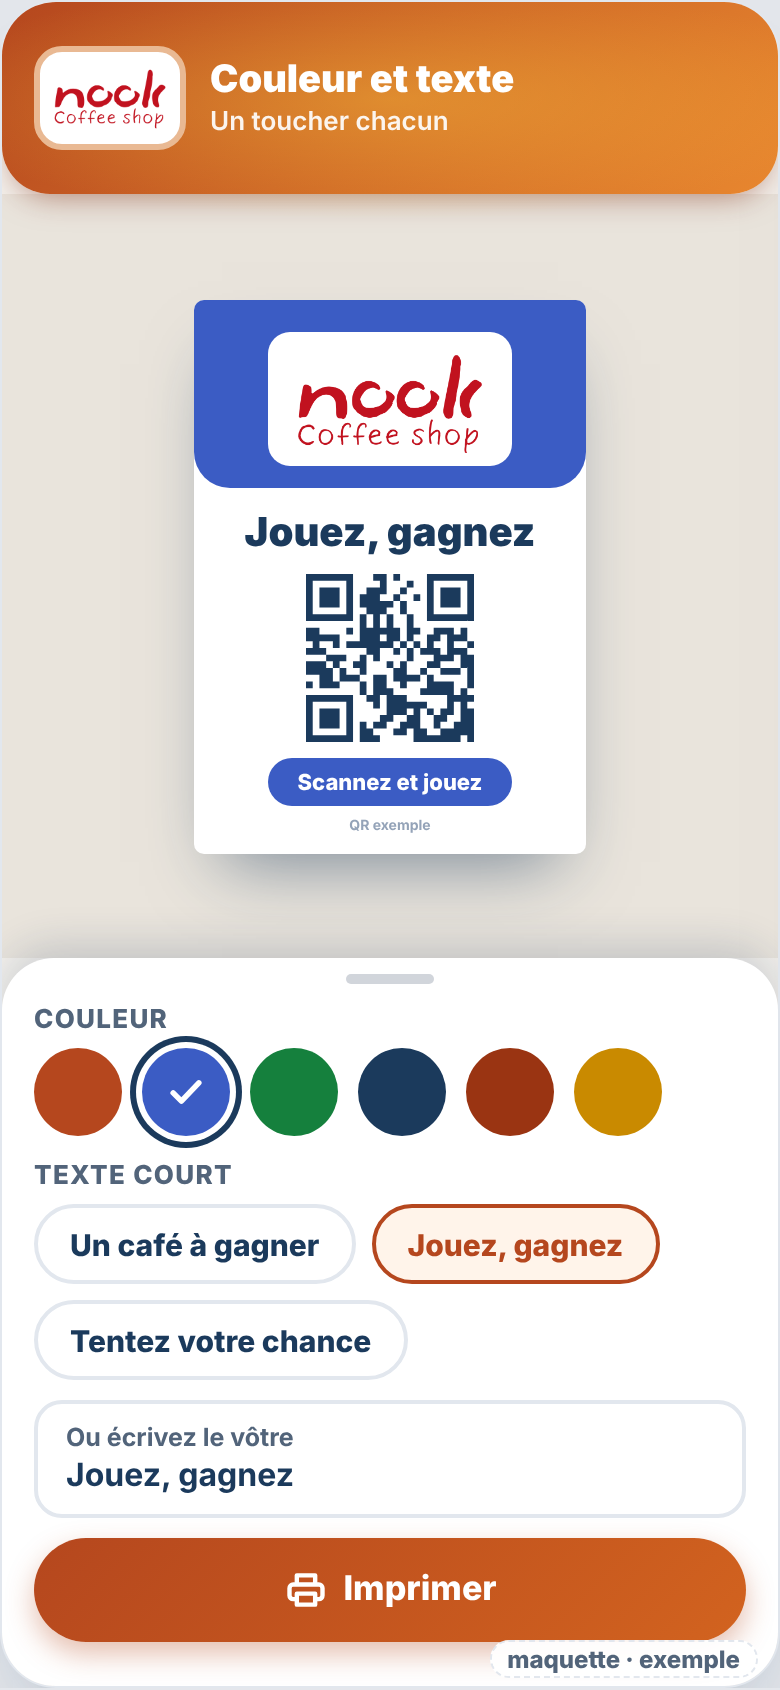 nook
Coffee shop
Couleur et texte
Un toucher chacun
nook
Coffee shop
Jouez, gagnez
Scannez et jouez
QR exemple
COULEUR
TEXTE COURT
Un café à gagner
Jouez, gagnez
Tentez votre chance
Ou écrivez le vôtre
Jouez, gagnez
Imprimer
maquette · exemple